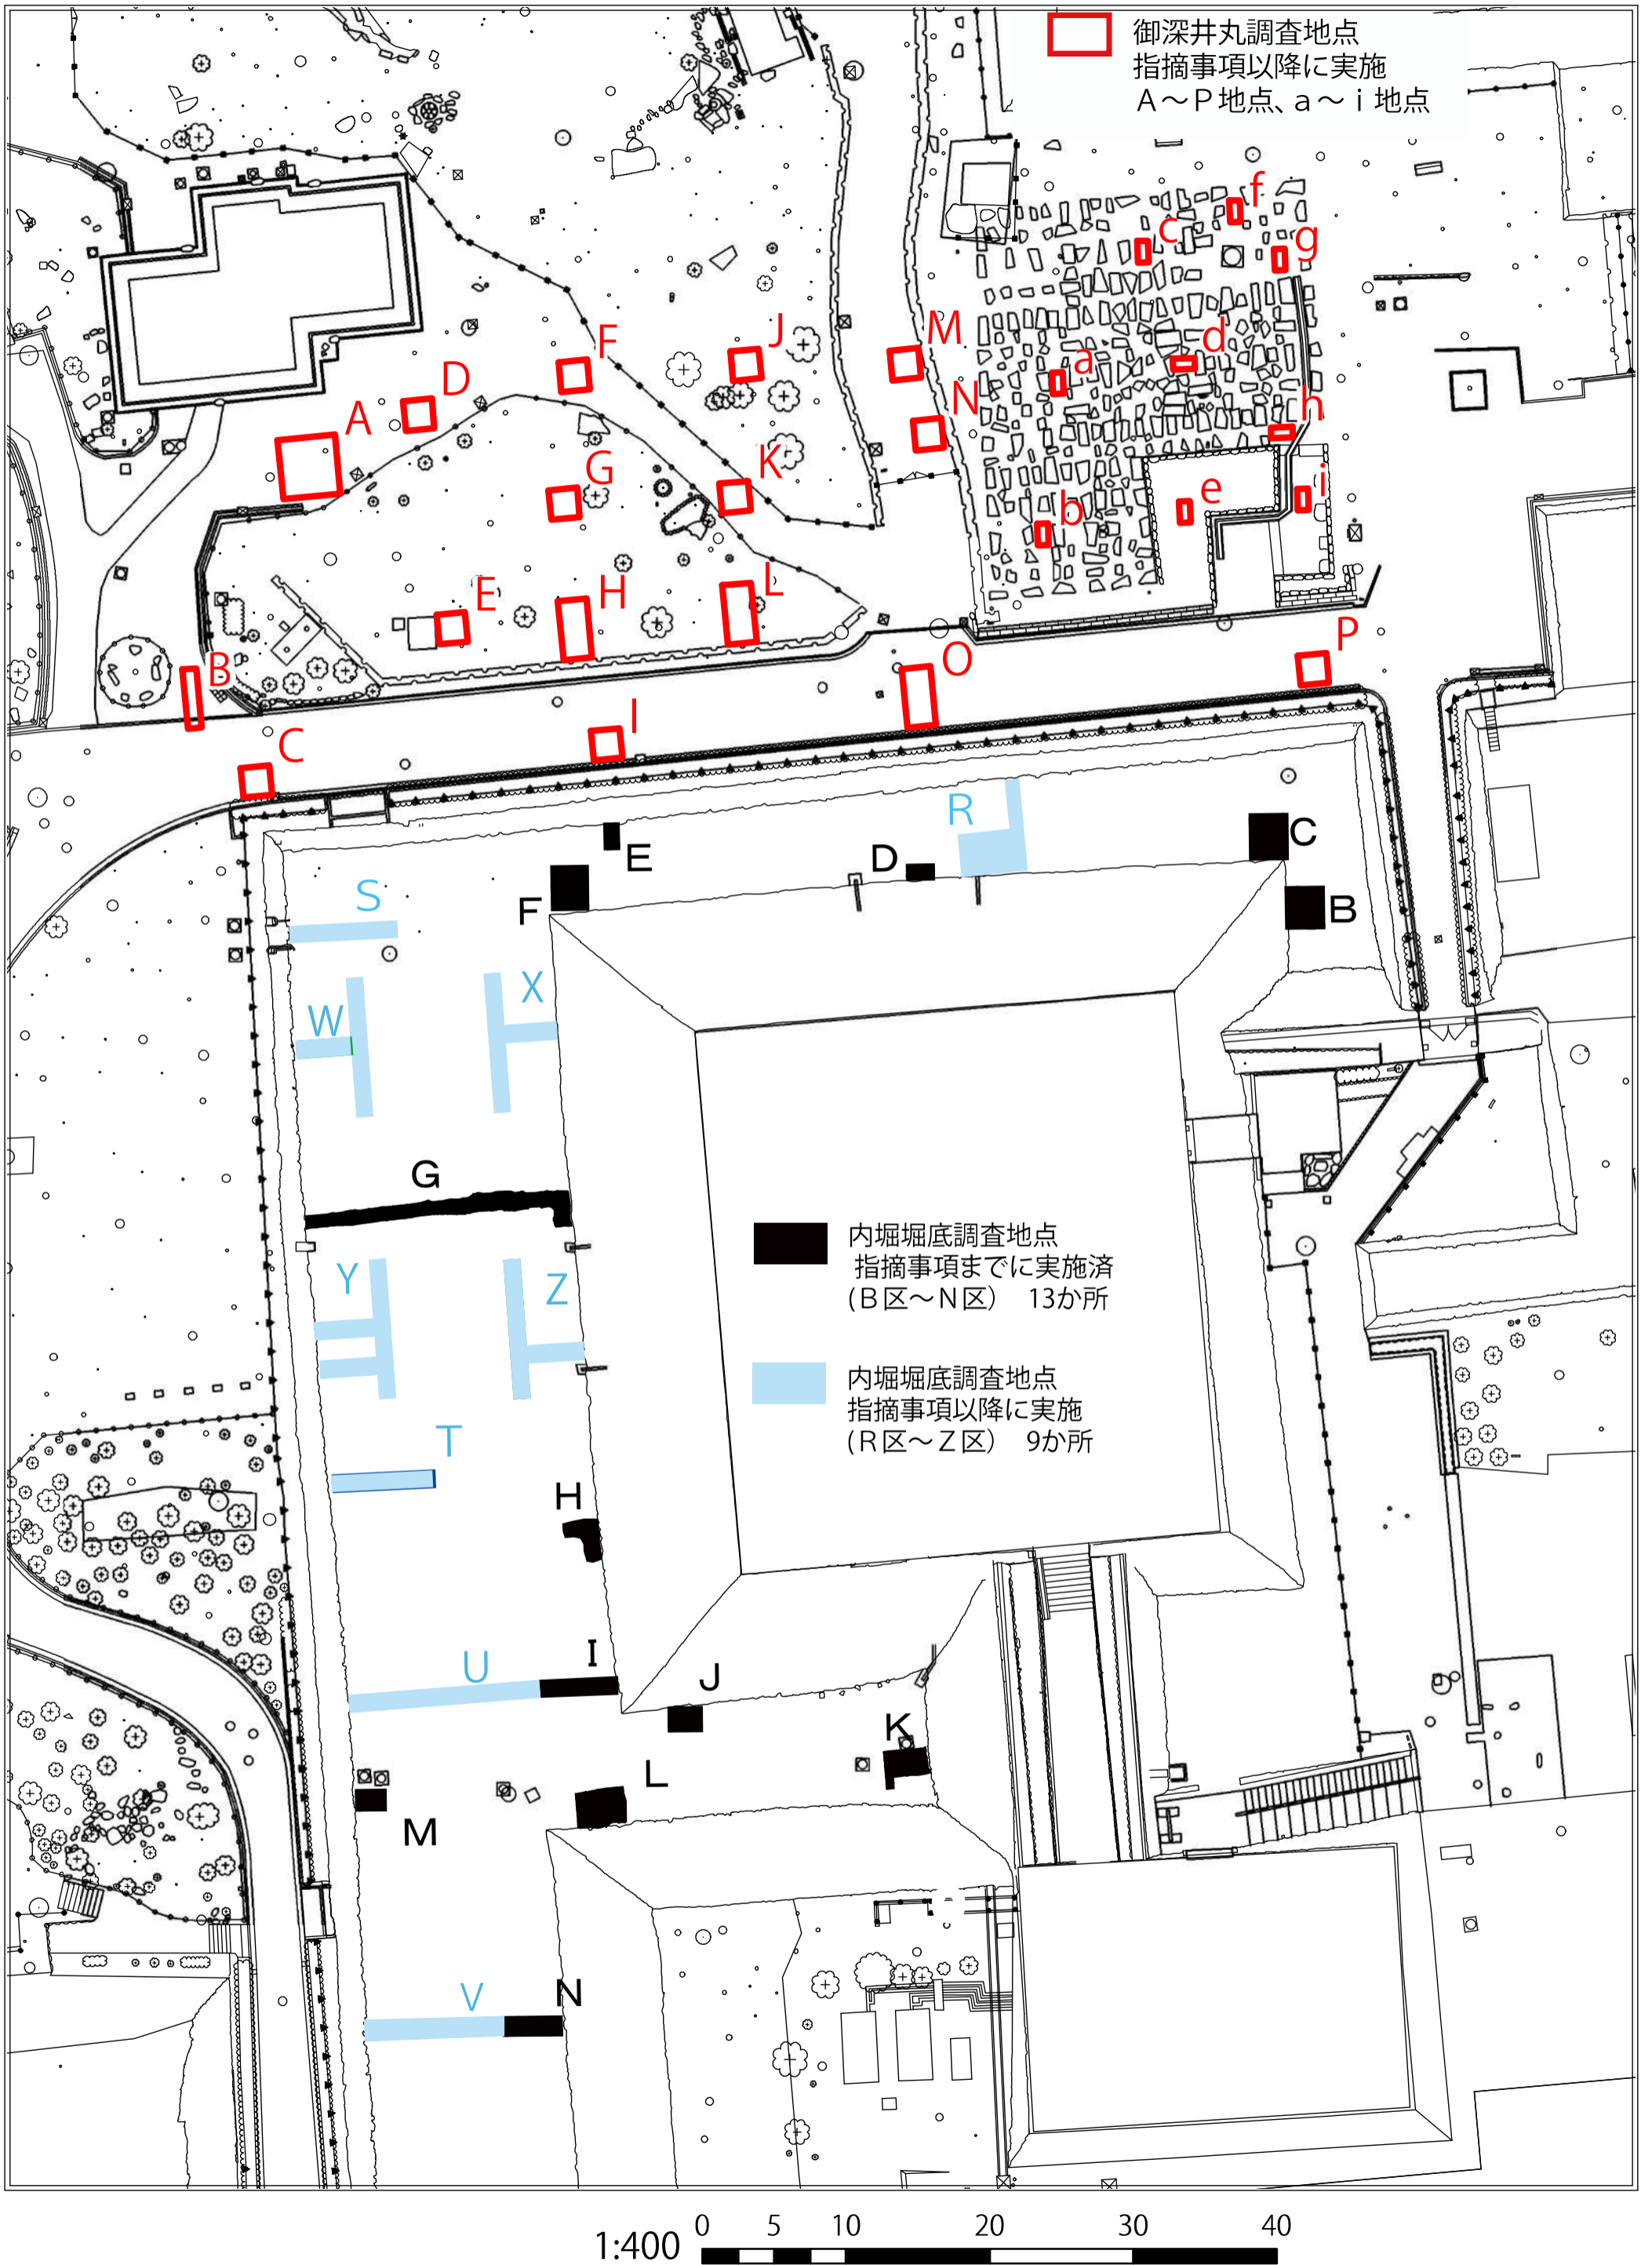 御深井丸調査地点
指摘事項以降に実施
A～P地点、a～i地点
f
c
g
M
F
J
d
a
D
N
h
A
K
G
e
i
b
E
H
L
B
O
P
I
C
R
C
E
D
S
F
B
X
W
G
内堀堀底調査地点
指摘事項までに実施済
(B区～N区) 13か所
Y
Z
内堀堀底調査地点
指摘事項以降に実施
(R区～Z区) 9か所
T
H
U
I
J
K
L
M
V
N
1:400
0 5 10 20 30 40